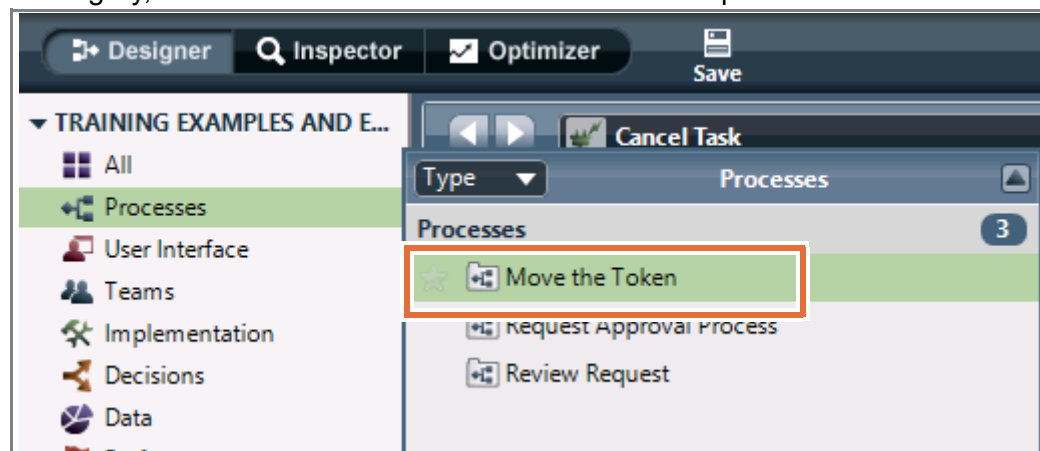 Designer Inspector Optimizer Save
TRAINING EXAMPLES AND E...
Cancel Task
All
Type Processes
Processes
Processes 3
User Interface
Move the Token
Teams
Request Approval Process
Implementation
Review Request
Decisions
Data